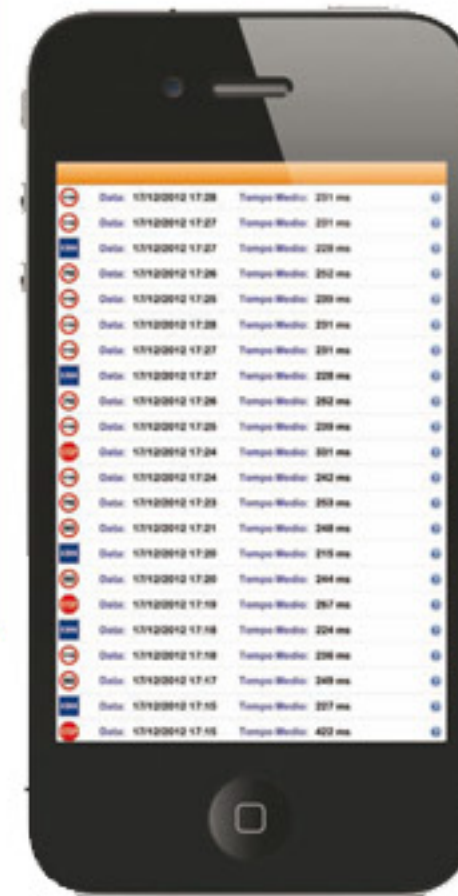 Data: 17/12/2012 17:28 Tempo Medio: 231 ms
Data: 17/12/2012 17:27 Tempo Medio: 231 ms
Data: 17/12/2012 17:27 Tempo Medio: 228 ms
Data: 17/12/2012 17:26 Tempo Medio: 252 ms
Data: 17/12/2012 17:25 Tempo Medio: 239 ms
Data: 17/12/2012 17:28 Tempo Medio: 231 ms
Data: 17/12/2012 17:27 Tempo Medio: 231 ms
Data: 17/12/2012 17:27 Tempo Medio: 228 ms
Data: 17/12/2012 17:26 Tempo Medio: 252 ms
Data: 17/12/2012 17:25 Tempo Medio: 239 ms
STOP Data: 17/12/2012 17:24 Tempo Medio: 331 ms
Data: 17/12/2012 17:24 Tempo Medio: 242 ms
Data: 17/12/2012 17:23 Tempo Medio: 253 ms
Data: 17/12/2012 17:21 Tempo Medio: 248 ms
Data: 17/12/2012 17:20 Tempo Medio: 215 ms
Data: 17/12/2012 17:20 Tempo Medio: 244 ms
STOP Data: 17/12/2012 17:19 Tempo Medio: 267 ms
Data: 17/12/2012 17:18 Tempo Medio: 224 ms
Data: 17/12/2012 17:18 Tempo Medio: 236 ms
Data: 17/12/2012 17:17 Tempo Medio: 249 ms
Data: 17/12/2012 17:15 Tempo Medio: 227 ms
STOP Data: 17/12/2012 17:15 Tempo Medio: 422 ms